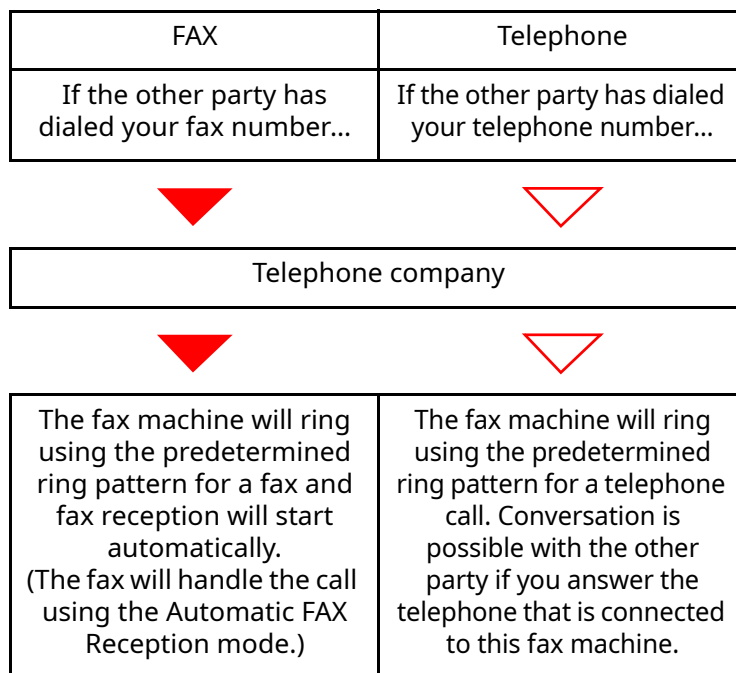 FAX
Telephone
If the other party has
dialed your fax number...
If the other party has dialed
your telephone number...
Telephone company
The fax machine will ring
using the predetermined
ring pattern for a fax and
fax reception will start
automatically.
(The fax will handle the call
using the Automatic FAX
Reception mode.)
The fax machine will ring
using the predetermined
ring pattern for a telephone
call. Conversation is
possible with the other
party if you answer the
telephone that is connected
to this fax machine.